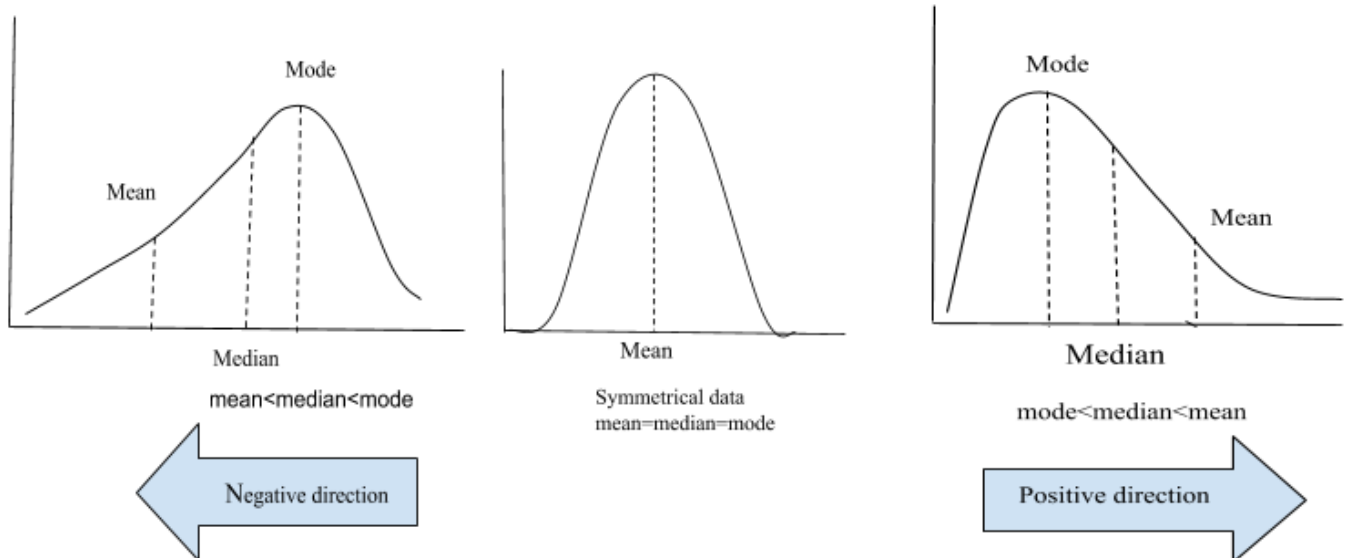 Mode
Mean
Median
mean<median<mode
Negative direction
Mean
Symmetrical data
mean=median=mode
Mode
Mean
Median
mode<median<mean
Positive direction